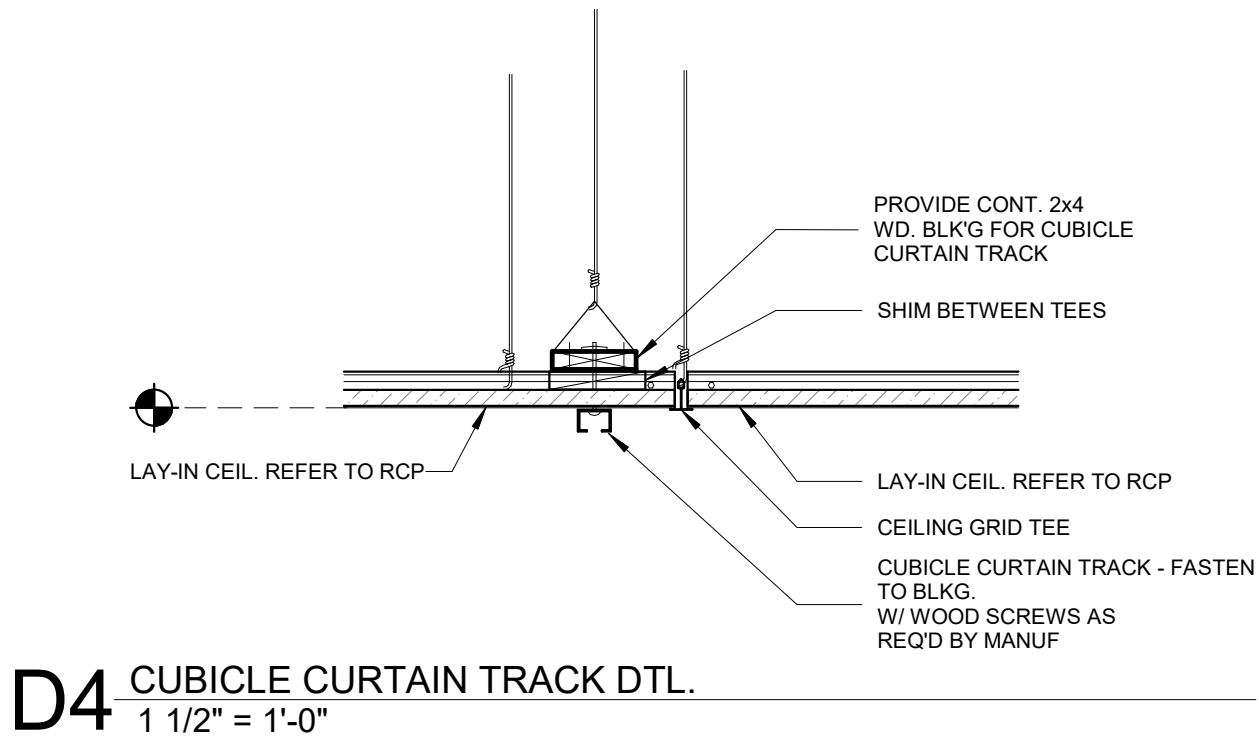 PROVIDE CONT. 2x4
WD. BLK'G FOR CUBICLE
CURTAIN TRACK
SHIM BETWEEN TEES
LAY-IN CEIL. REFER TO RCP
LAY-IN CEIL. REFER TO RCP
CEILING GRID TEE
CUBICLE CURTAIN TRACK - FASTEN
TO BLKG.
W/ WOOD SCREWS AS
REQ'D BY MANUF
D4 CUBICLE CURTAIN TRACK DTL.
1 1/2" = 1'-0"